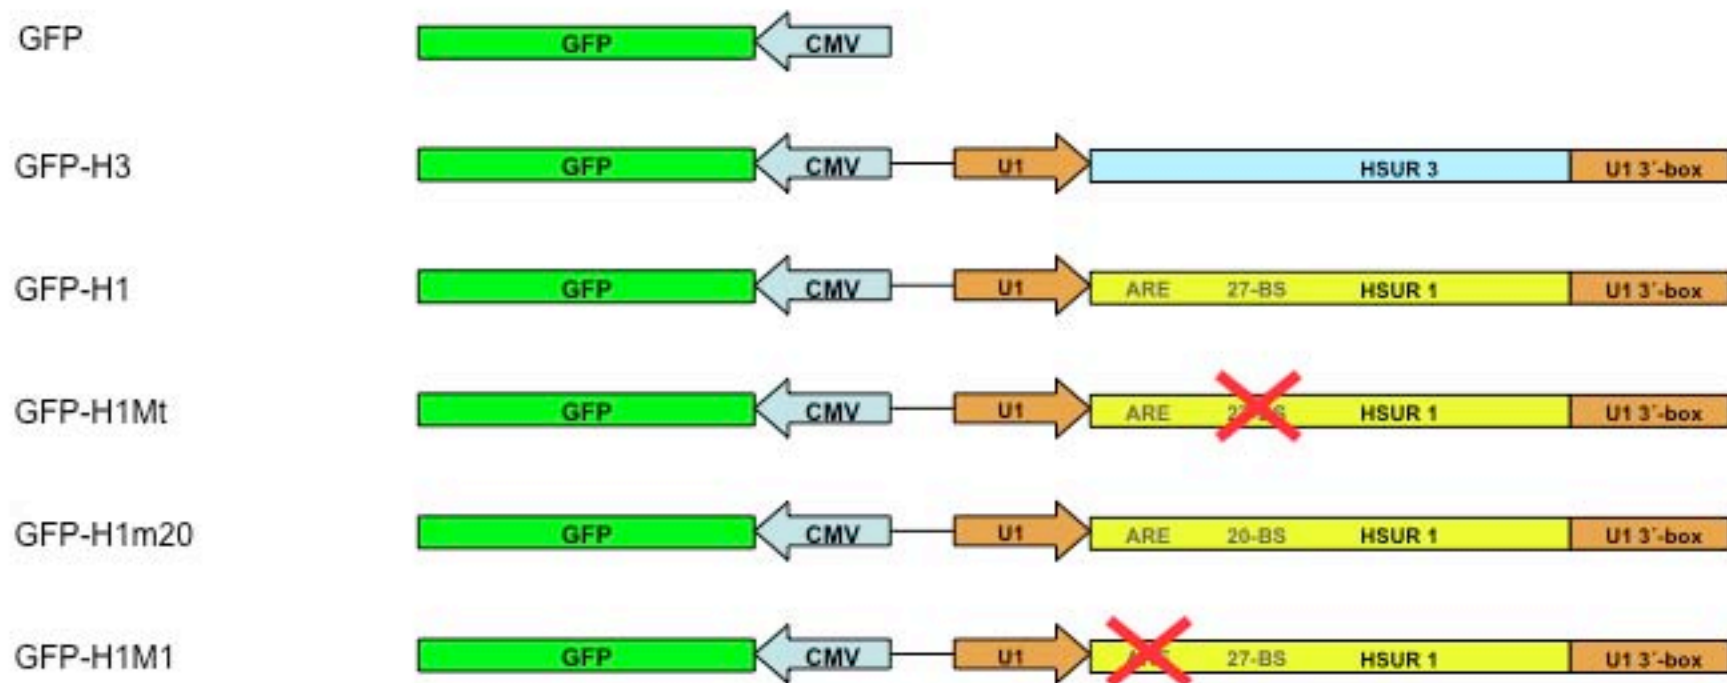 GFP GFP CMV
GFP-H3 GFP CMV U1 HSUR 3 U1 3´-box
GFP-H1 GFP CMV U1 ARE 27-BS HSUR 1 U1 3´-box
GFP-H1Mt GFP CMV U1 ARE HSUR 1 U1 3´-box
GFP-H1m20 GFP CMV U1 ARE 20-BS HSUR 1 U1 3´-box
GFP-H1M1 GFP CMV U1 27-BS HSUR 1 U1 3´-box